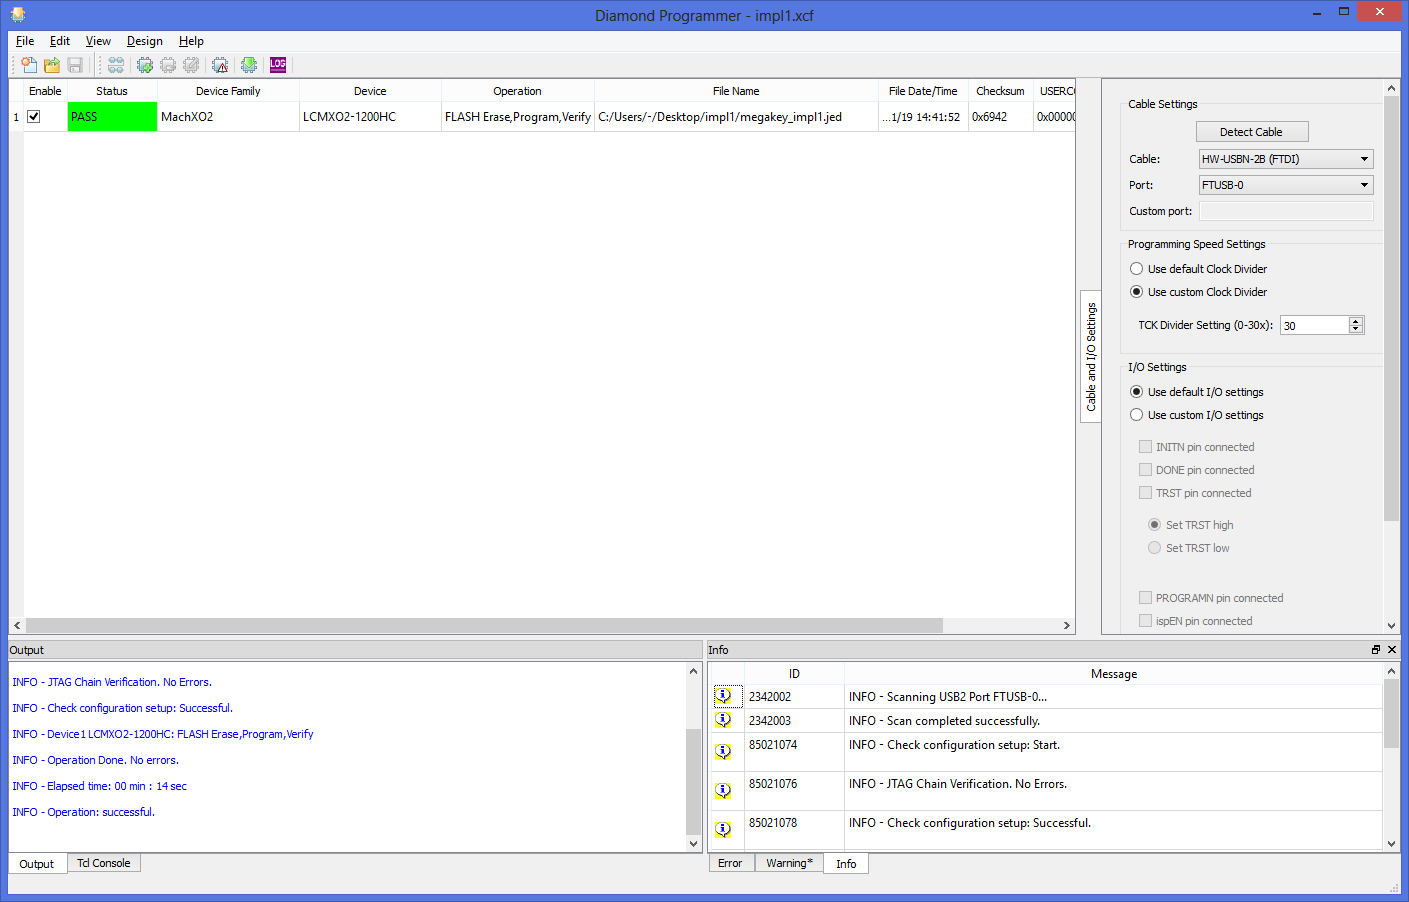 Diamond Programmer - impl1.xcf
File Edit View Design Help
LOG
Enable Status Device Family Device Operation File Name File Date/Time Checksum USERC
1 PASS MachXO2 LCMXO2-1200HC FLASH Erase,Program,Verify C:/Users/-/Desktop/impl1/megakey_impl1.jed ...1/19 14:41:52 0x6942 0x00000
Cable and I/O Settings
Cable Settings
Detect Cable
Cable: HW-USBN-2B (FTDI)
Port: FTUSB-0
Custom port:
Programming Speed Settings
Use default Clock Divider
Use custom Clock Divider
TCK Divider Setting (0-30x): 30
I/O Settings
Use default I/O settings
Use custom I/O settings
INITN pin connected
DONE pin connected
TRST pin connected
Set TRST high
Set TRST low
PROGRAMN pin connected
ispEN pin connected
Output
INFO - JTAG Chain Verification. No Errors.
INFO - Check configuration setup: Successful.
INFO - Device1 LCMXO2-1200HC: FLASH Erase,Program,Verify
INFO - Operation Done. No errors.
INFO - Elapsed time: 00 min : 14 sec
INFO - Operation: successful.
Output Tcl Console
Info
ID Message
2342002 INFO - Scanning USB2 Port FTUSB-0...
2342003 INFO - Scan completed successfully.
85021074 INFO - Check configuration setup: Start.
85021076 INFO - JTAG Chain Verification. No Errors.
85021078 INFO - Check configuration setup: Successful.
Error Warning* Info